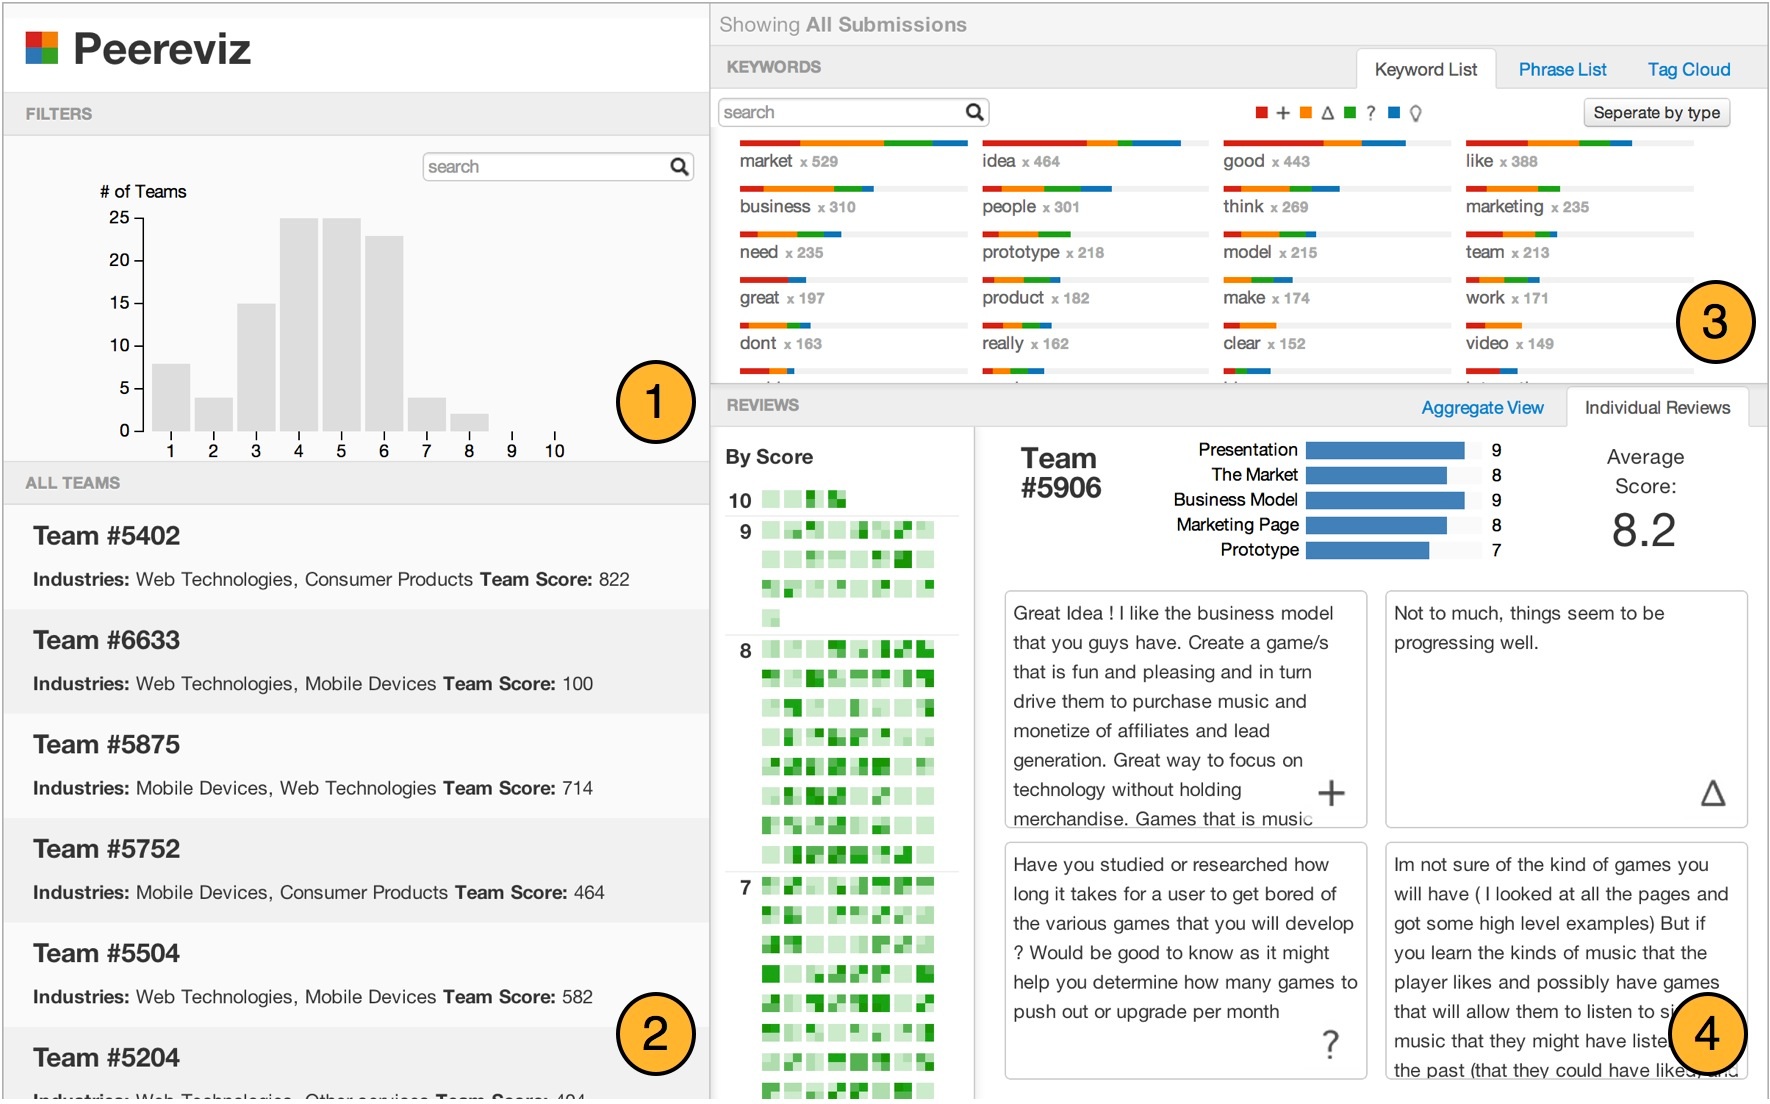 Peereviz
FILTERS
search
# of Teams
25
20
15
10
5
0
1 2 3 4 5 6 7 8 9 10
1
ALL TEAMS
Team #5402
Industries: Web Technologies, Consumer Products Team Score: 822
Team #6633
Industries: Web Technologies, Mobile Devices Team Score: 100
Team #5875
Industries: Mobile Devices, Web Technologies Team Score: 714
Team #5752
Industries: Mobile Devices, Consumer Products Team Score: 464
Team #5504
Industries: Web Technologies, Mobile Devices Team Score: 582
2
Team #5204
Industries: Web Technologies, Other services Team Score:
Showing All Submissions
KEYWORDS
Keyword List Phrase List Tag Cloud
search
+ Δ ?
Seperate by type
market x 529 idea x 464 good x 443 like x 388
business x 310 people x 301 think x 269 marketing x 235
need x 235 prototype x 218 model x 215 team x 213
great x 197 product x 182 make x 174 work x 171
dont x 163 really x 162 clear x 152 video x 149
3
REVIEWS
Aggregate View Individual Reviews
By Score
10
9
8
7
Team
#5906
Presentation 9
The Market 8
Business Model 9
Marketing Page 8
Prototype 7
Average
Score:
8.2
Great Idea ! I like the business model
that you guys have. Create a game/s
that is fun and pleasing and in turn
drive them to purchase music and
monetize of affiliates and lead
generation. Great way to focus on
technology without holding
merchandise. Games that is music
+
Not to much, things seem to be
progressing well.
Δ
Have you studied or researched how
long it takes for a user to get bored of
the various games that you will develop
? Would be good to know as it might
help you determine how many games to
push out or upgrade per month
?
Im not sure of the kind of games you
will have ( I looked at all the pages and
got some high level examples) But if
you learn the kinds of music that the
player likes and possibly have games
that will allow them to listen to
music that they might have
the past (that they could have liked, and
4